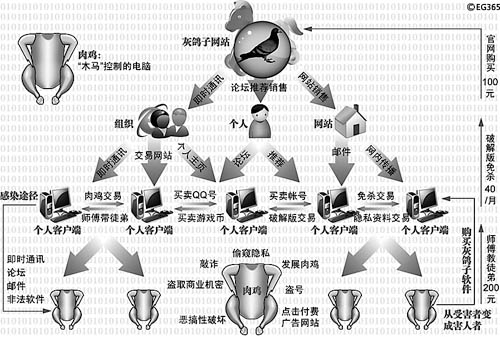 ©EG365
肉鸡:
“木马”控制的电脑
灰鸽子网站
官网购买100元
即时通讯
论坛推荐销售
网站销售
组织
个人
网站
破解版免杀40/月
即时通讯
交易网站
个人主页
论坛
推荐
邮件
网内传播
感染途径
肉鸡交易
师傅带徒弟
买卖QQ号
买卖游戏币
买卖帐号
破解版交易
免杀交易
隐私资料交易
个人客户端
个人客户端
个人客户端
个人客户端
个人客户端
即时通讯
论坛
邮件
非法软件
偷窥隐私
敲诈
发展肉鸡
盗取商业机密
肉鸡
盗号
恶搞性破坏
点击付费
广告网站
购买灰鸽子软件
师傅教徒弟200元
从受害者变
成害人者